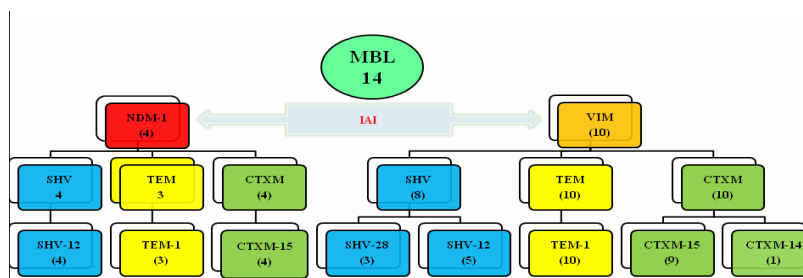 MBL
14
IAI
NDM-1
(4)
VIM
(10)
SHV
4
TEM
3
CTXM
(4)
SHV
(8)
TEM
(10)
CTXM
(10)
SHV-12
(4)
TEM-1
(3)
CTXM-15
(4)
SHV-28
(3)
SHV-12
(5)
TEM-1
(10)
CTXM-15
(9)
CTXM-14
(1)